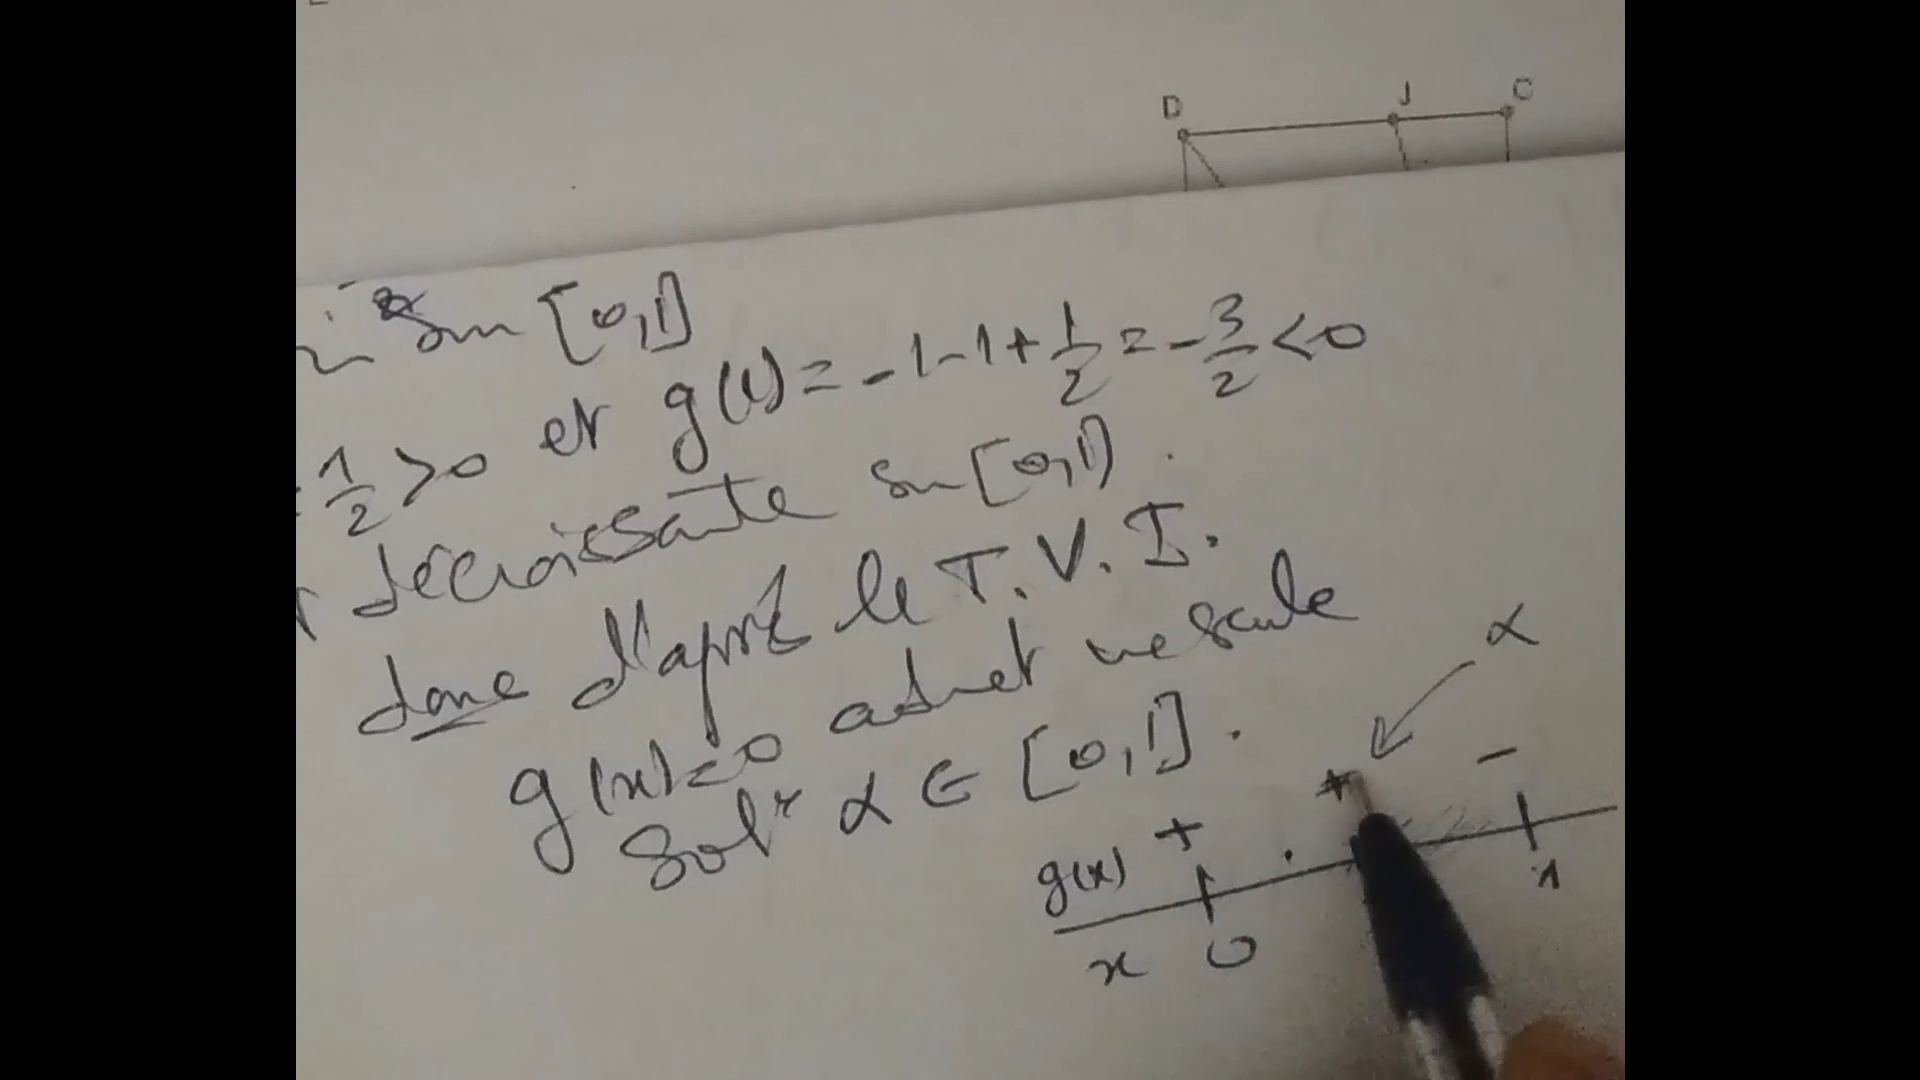 D J C
sur [0,1]
et g(1) = -1-1+1/2 = -3/2 < 0
1/2 > 0
décroissante sur [0,1].
donc d'après le T.V.I.
g(x)=0 admet une seule
solº α ∈ [0,1].
α
g(x) + -
x 0 1